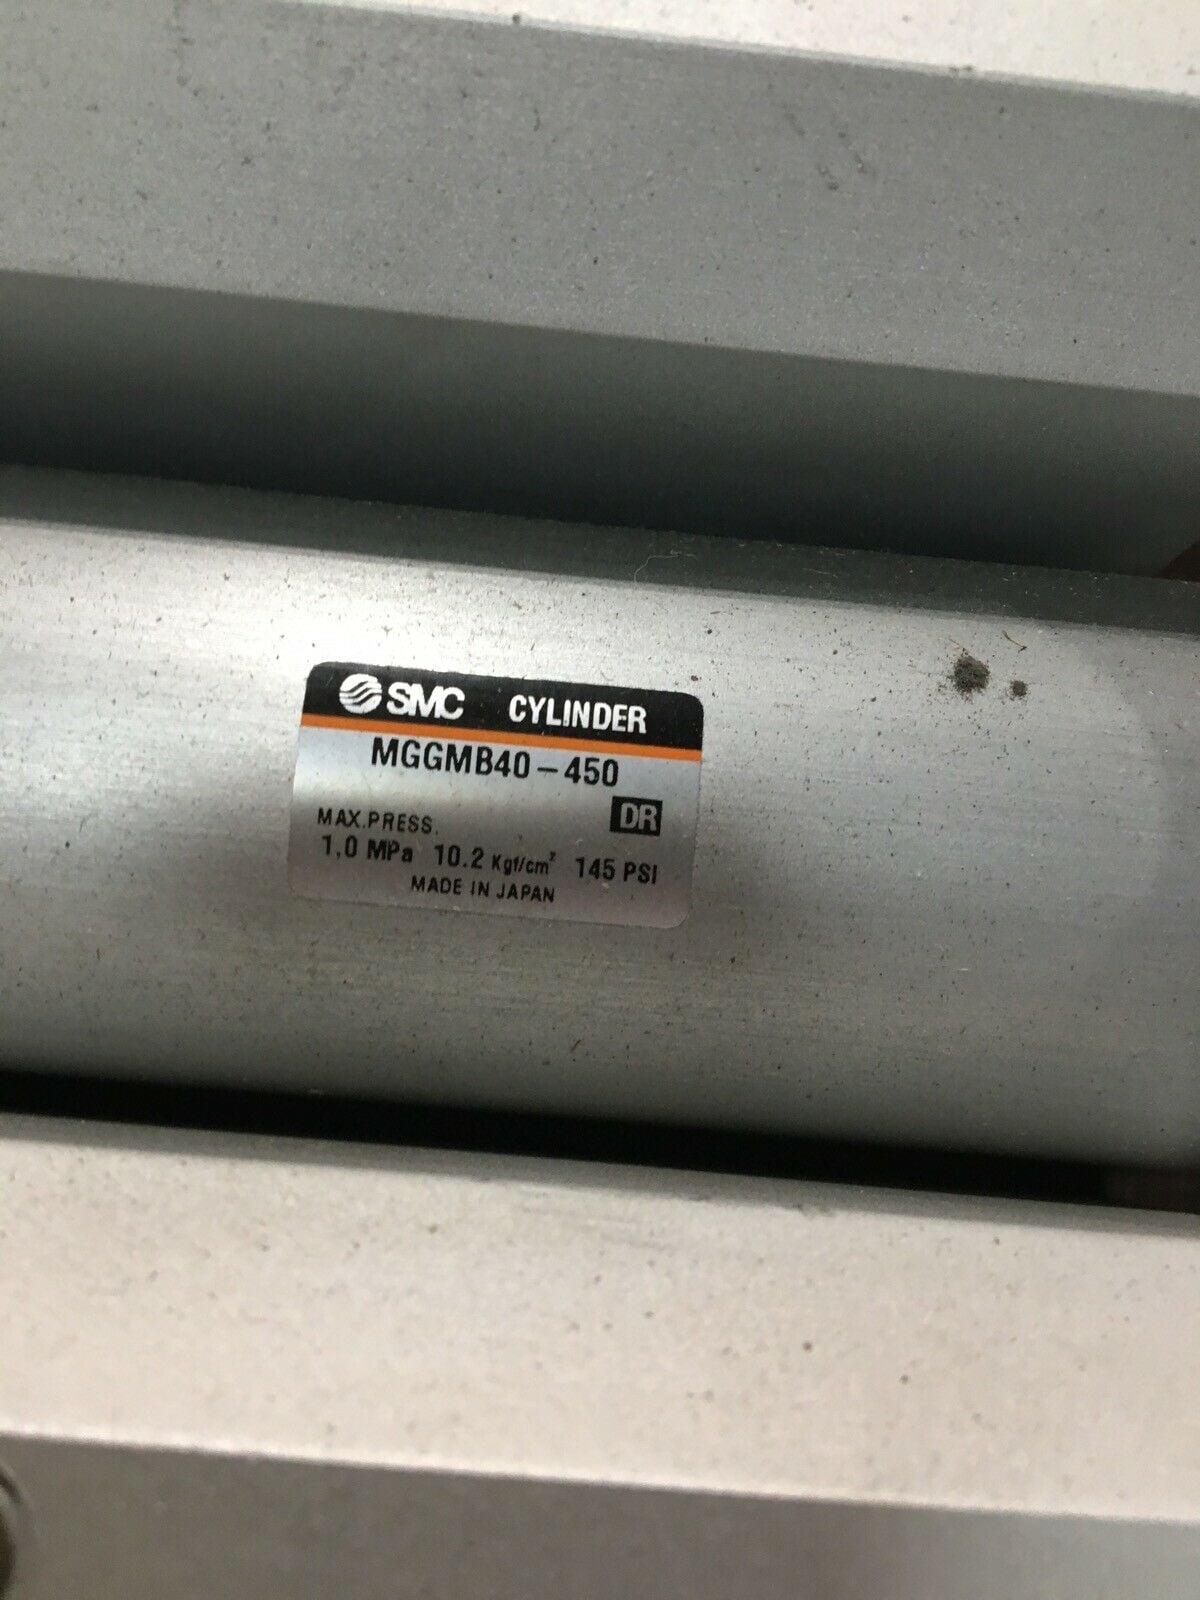 SMC CYLINDER
MGGMB40-450
DR
MAX.PRESS.
1.0 MPa 10.2 Kgf/cm² 145 PSI
MADE IN JAPAN